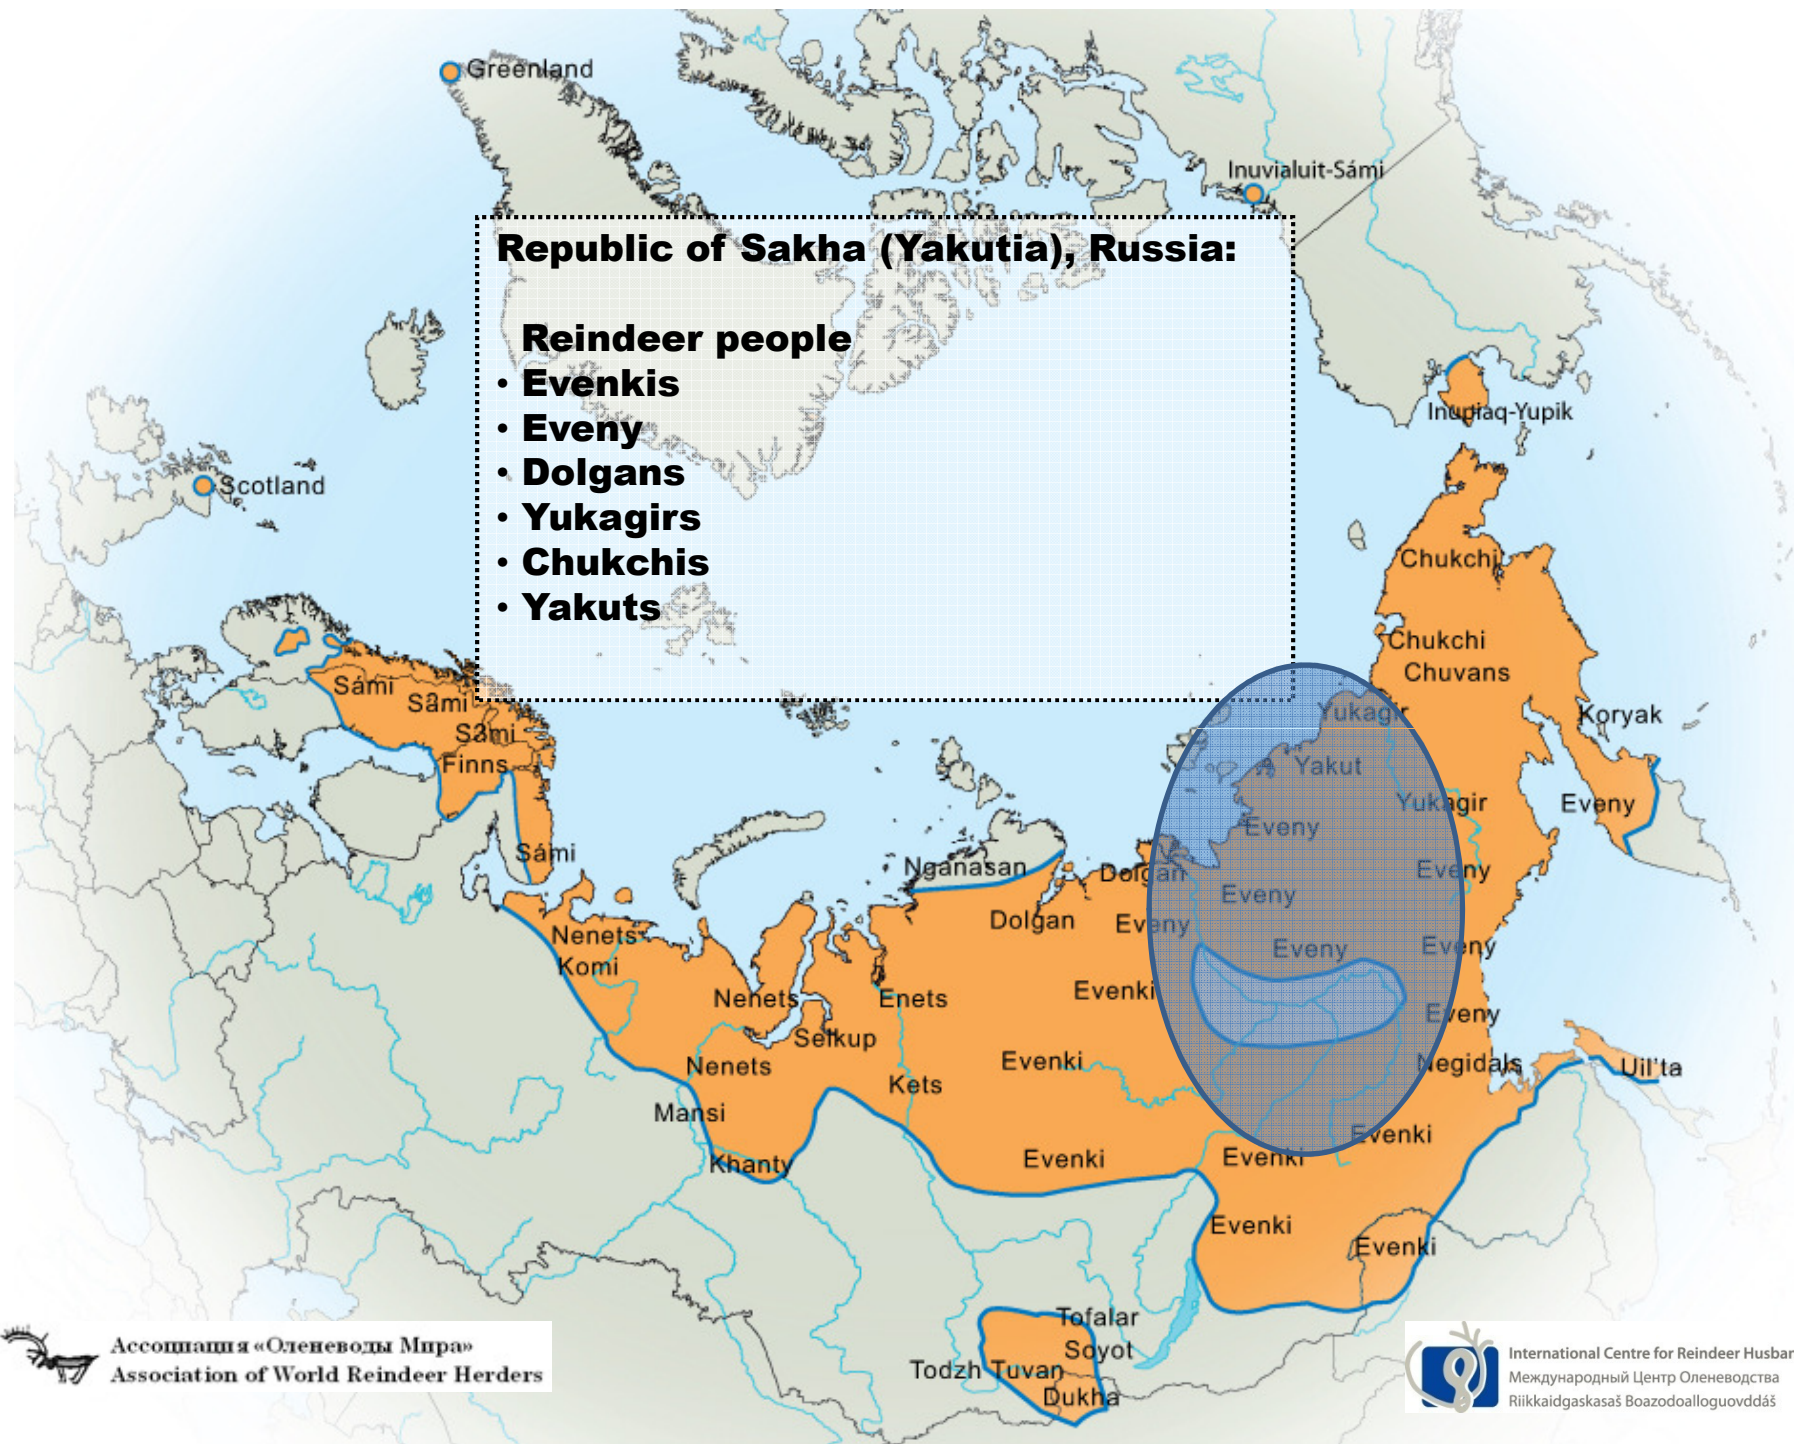 Greenland
Inuvialuit-Sámi
Republic of Sakha (Yakutia), Russia:
Reindeer people
• Evenkis
• Eveny
• Dolgans
• Yukagirs
• Chukchis
• Yakuts
Inupiaq-Yupik
Scotland
Chukchi
Chukchi
Chuvans
Sámi
Sámi
Sámi
Finns
Sámi
Yukagir
Koryak
Yakut
Yukagir
Eveny
Eveny
Nganasan
Dolgan
Eveny
Eveny
Dolgan
Eveny
Nenets
Komi
Eveny
Eveny
Nenets
Enets
Evenki
Eveny
Selkup
Nenets
Evenki
Negidals
Uil'ta
Kets
Mansi
Evenki
Khanty
Evenki
Evenki
Evenki
Evenki
Tofalar
Soyot
Todzh Tuvan
Dukha
Ассоциация «Оленеводы Мира»
Association of World Reindeer Herders
International Centre for Reindeer Husban
Международный Центр Оленеводства
Riikkaidgaskasaš Boazodoalloguovddáš